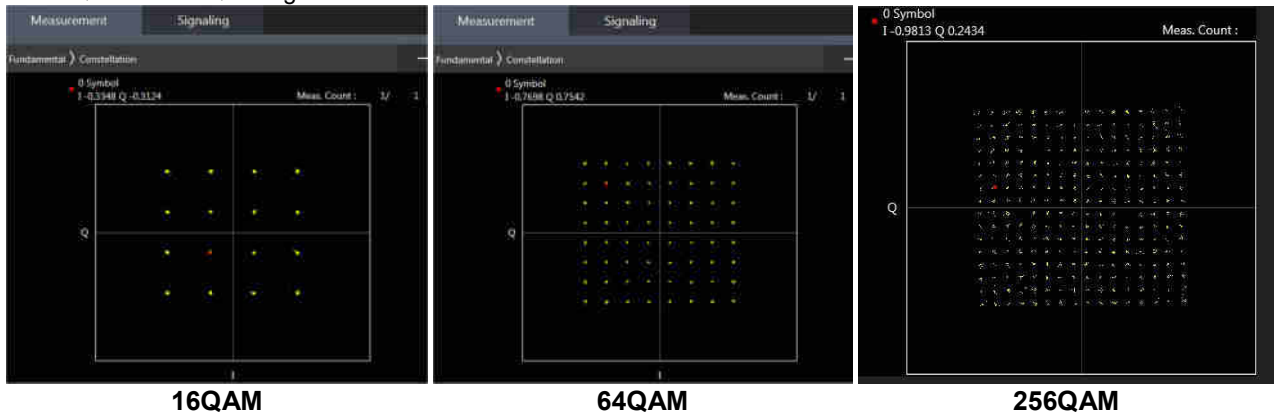 Measurement Signaling
Fundamental ❭ Constellation
0 Symbol
I -0.3948 Q -0.3124 Meas. Count : 1/ 1
Q
I
16QAM
Measurement Signaling
Fundamental ❭ Constellation
0 Symbol
I -0.7698 Q 0.7542 Meas. Count : 1/ 1
Q
I
64QAM
0 Symbol
I -0.9813 Q 0.2434 Meas. Count :
Q
256QAM